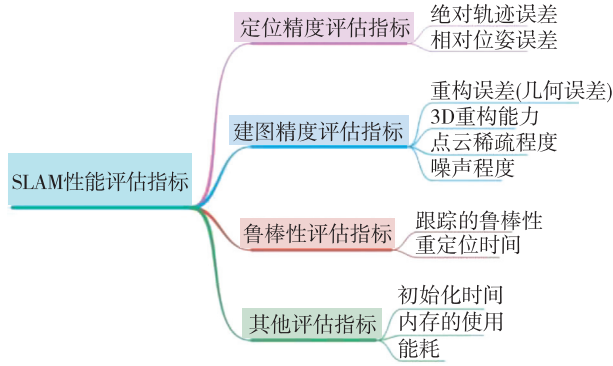 SLAM性能评估指标
定位精度评估指标
绝对轨迹误差
相对位姿误差
建图精度评估指标
重构误差(几何误差)
3D重构能力
点云稀疏程度
噪声程度
鲁棒性评估指标
跟踪的鲁棒性
重定位时间
其他评估指标
初始化时间
内存的使用
能耗